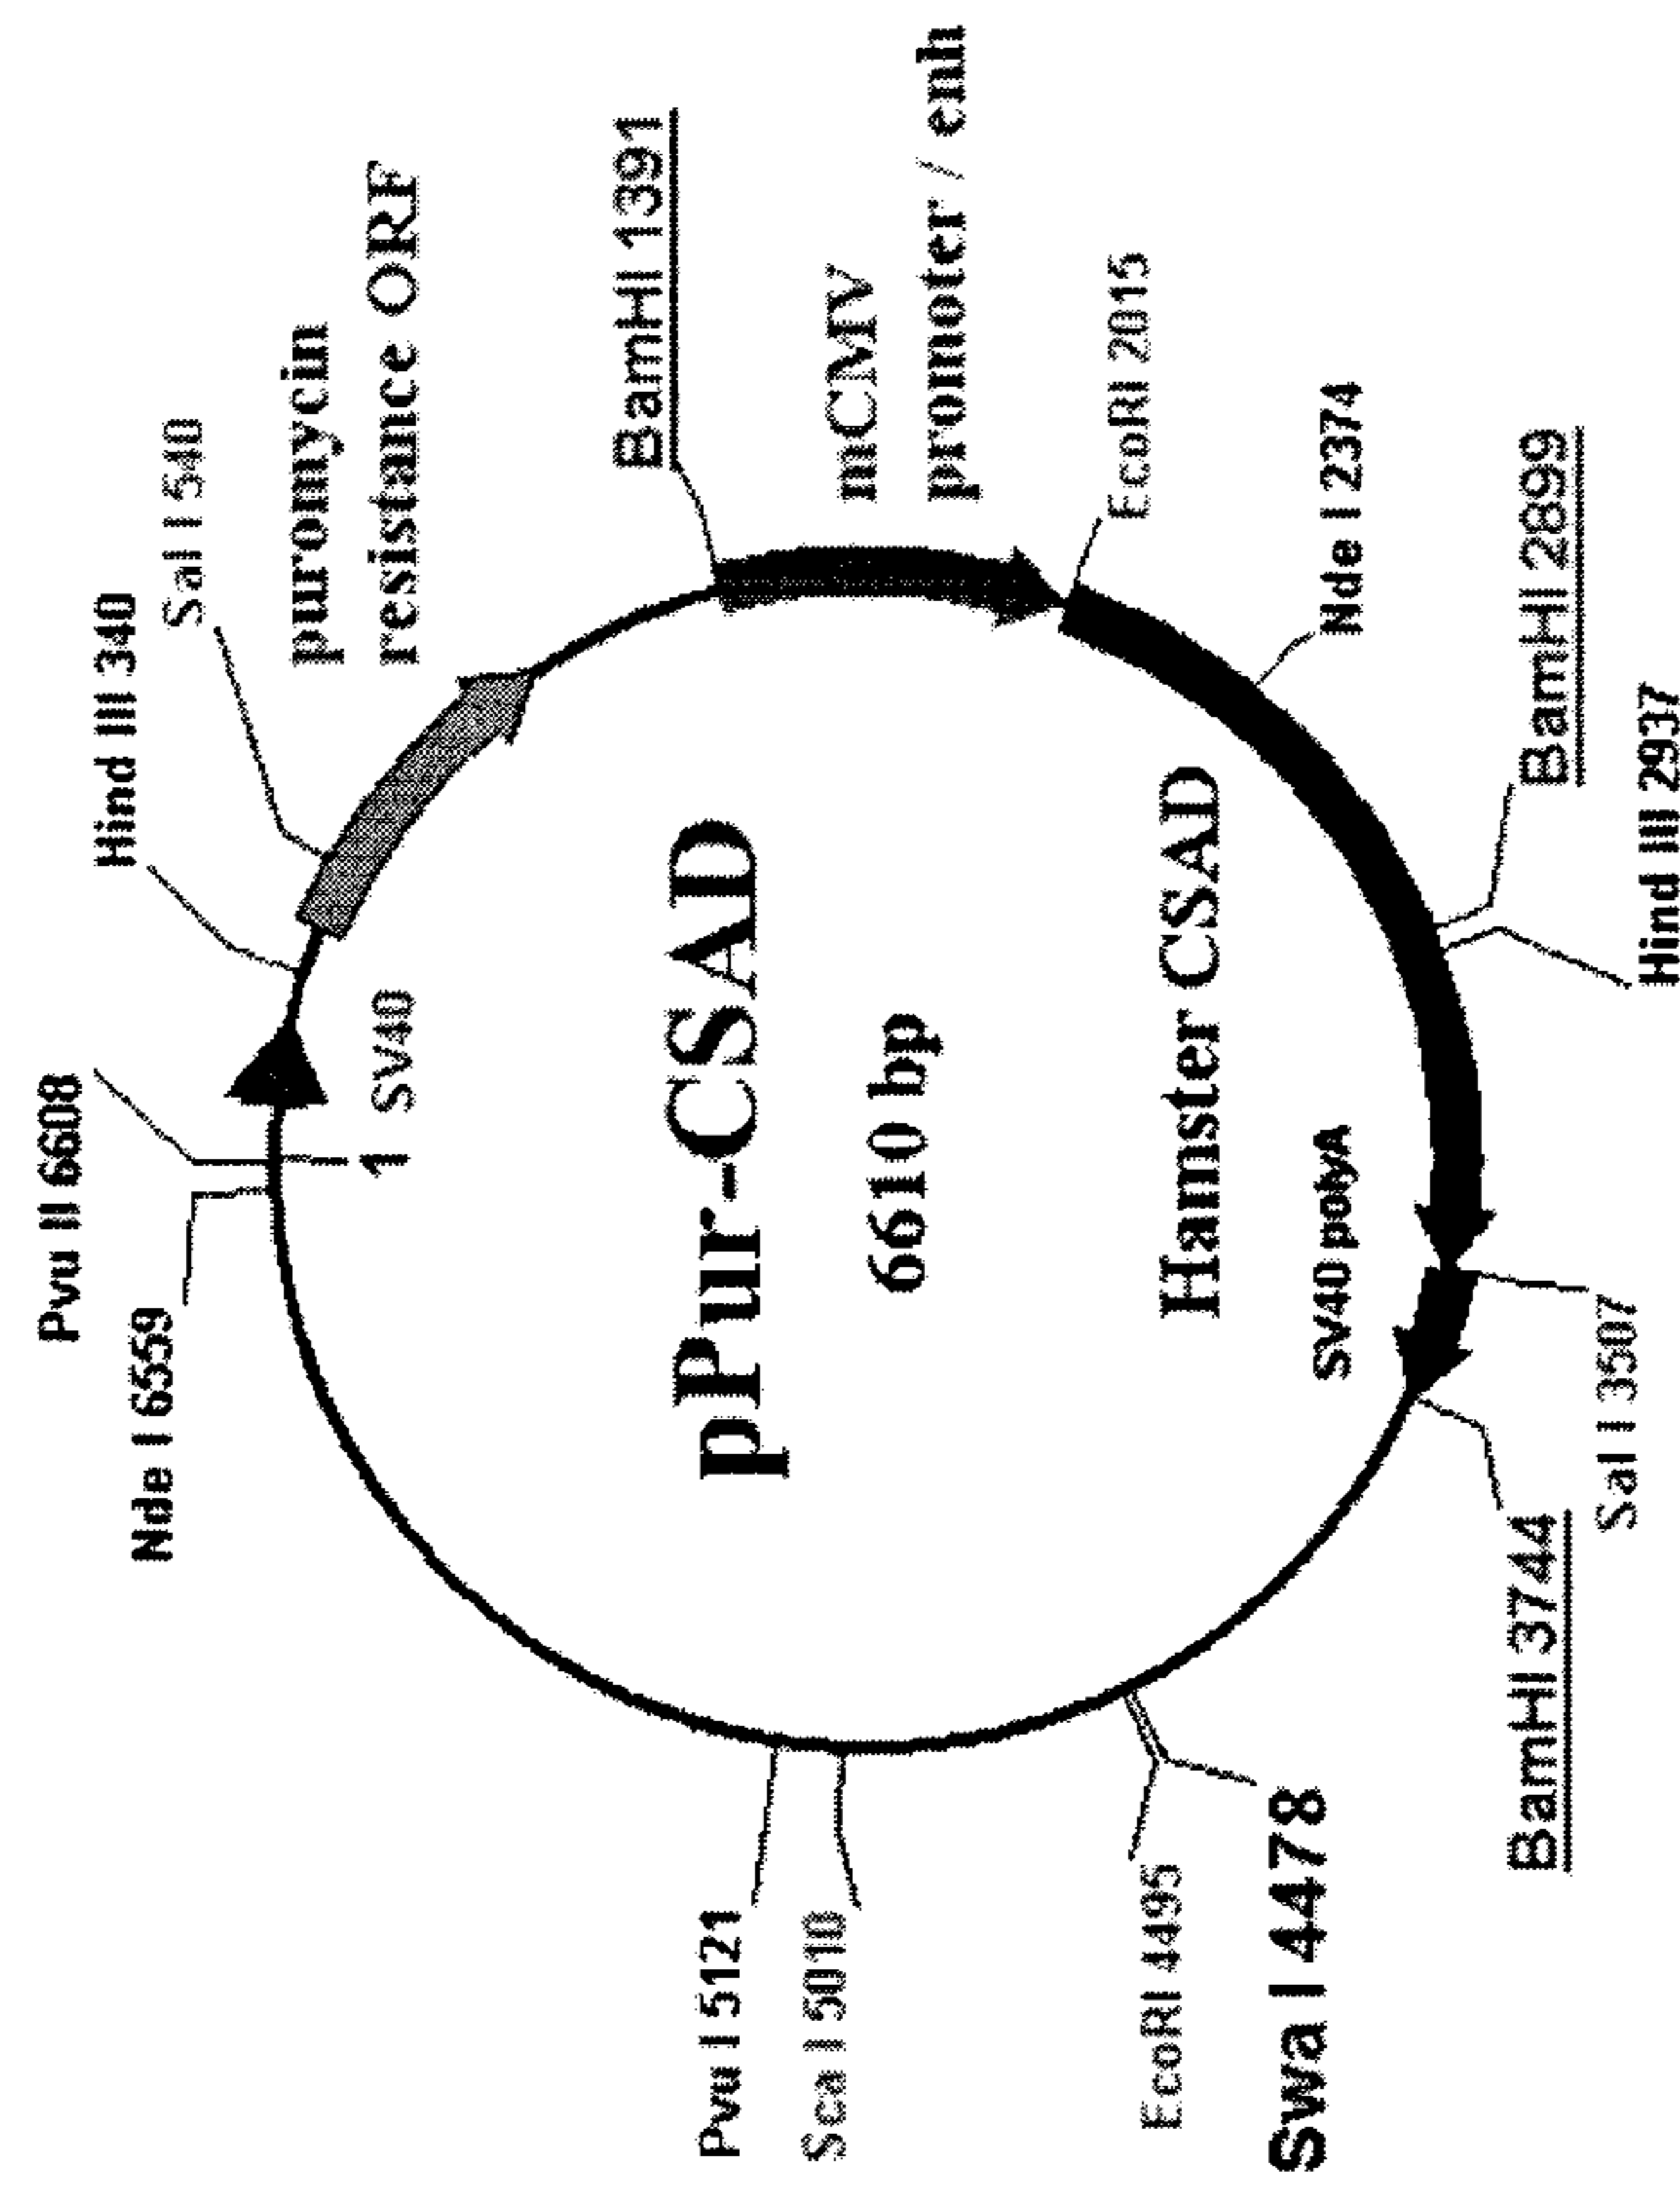 Pvu II 6608
Nde I 6559
Hind III 340
Sal I 540
puromycin
resistance ORF
SV40
1
BamHI 1391
mCMV
promoter / enh
EcoRI 2015
Nde I 2374
BamHI 2899
Hind III 2937
pPur-CSAD
6610 bp
Hamster CSAD
SV40 polyA
Sal I 3507
BamHI 3744
Swa I 4478
EcoRI 4495
Sca I 5010
Pvu I 5121